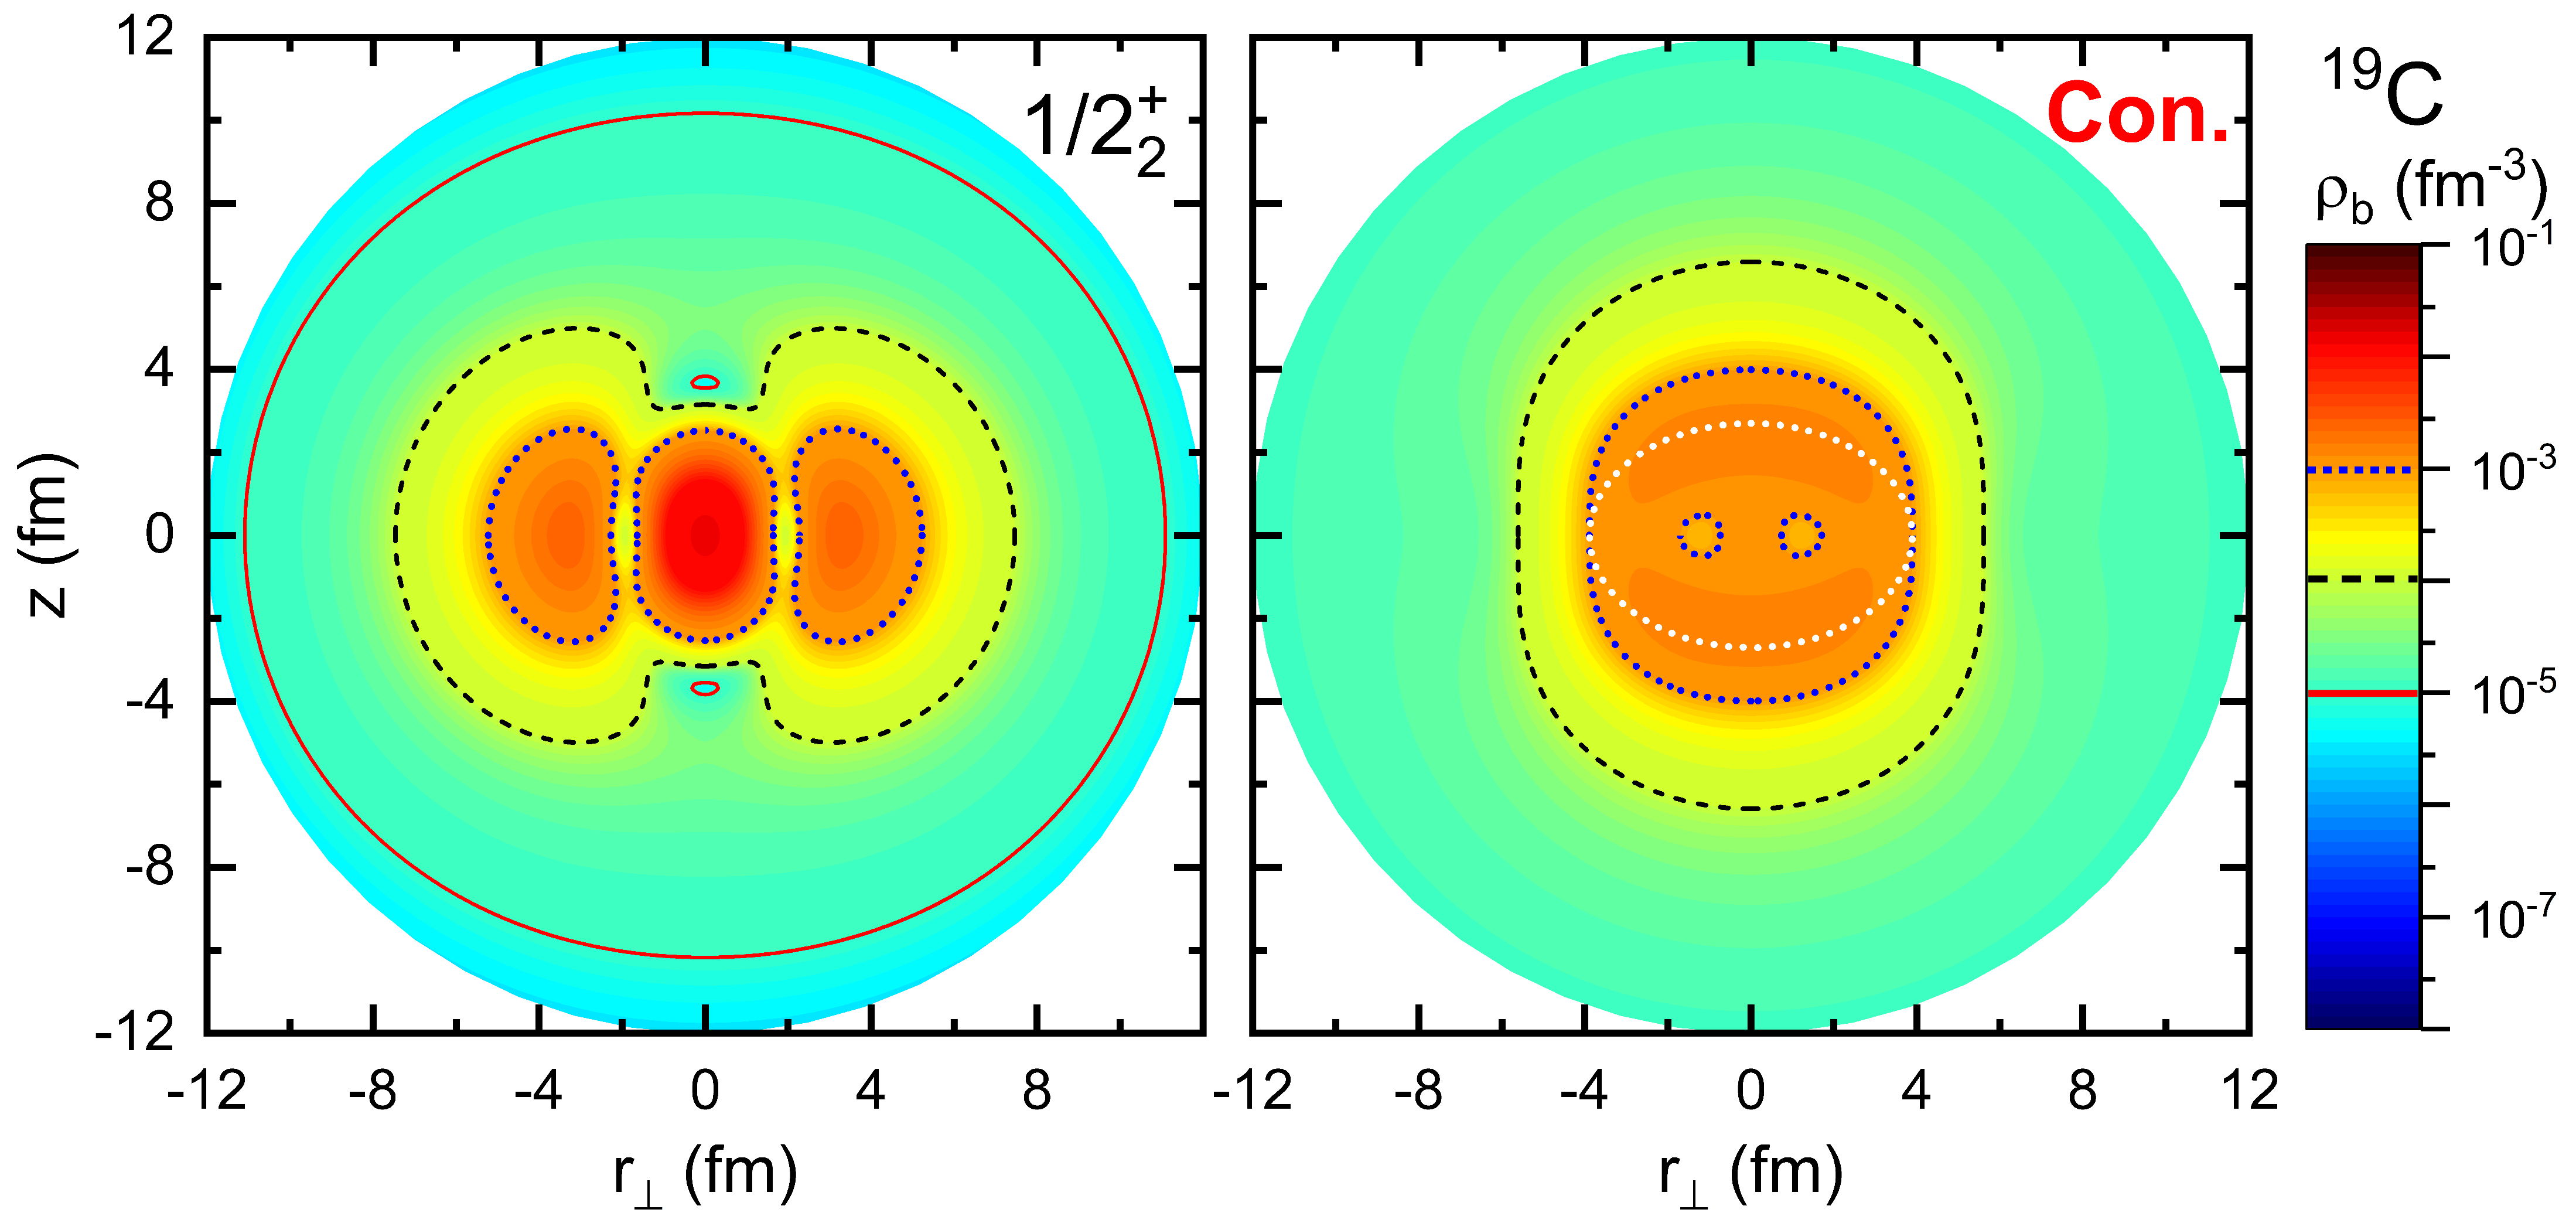 12
8
4
0
-4
-8
-12
z (fm)
1/2₂⁺
-12 -8 -4 0 4 8
r⊥ (fm)
Con.
-12 -8 -4 0 4 8 12
r⊥ (fm)
¹⁹C
ρb (fm⁻³)
10⁻¹
10⁻³
10⁻⁵
10⁻⁷